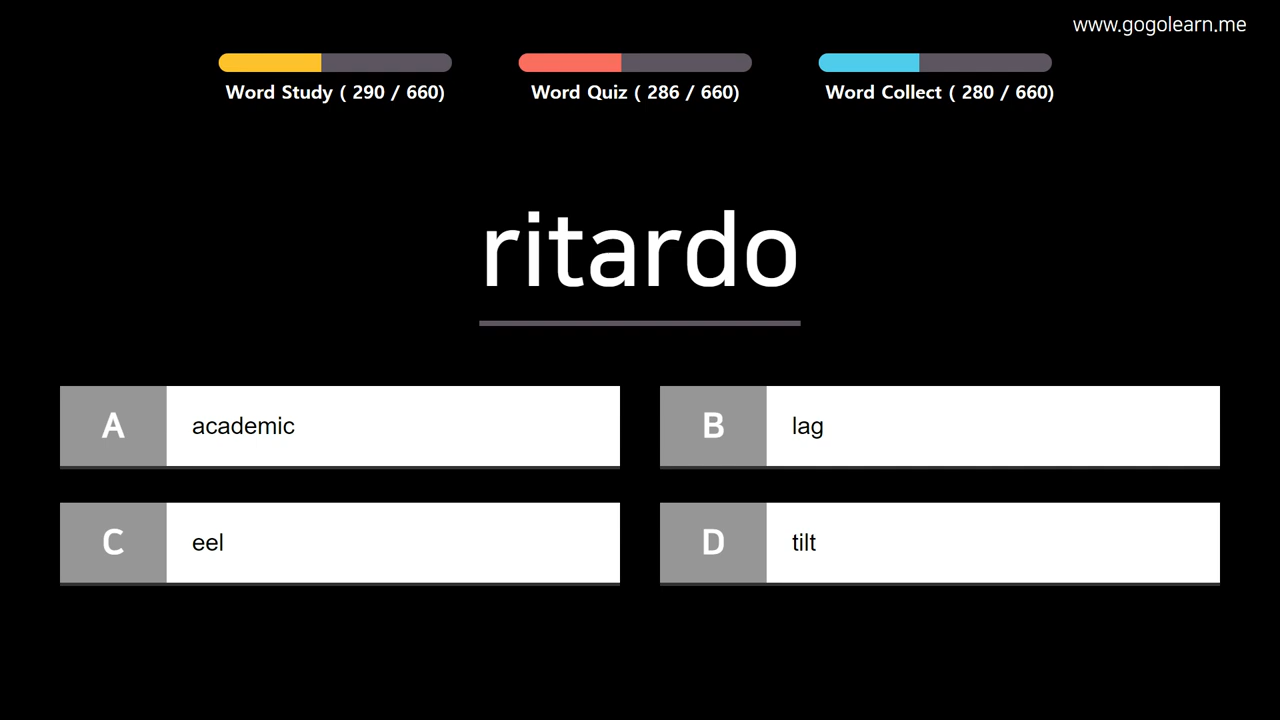 www.gogolearn.me
Word Study ( 290 / 660)
Word Quiz ( 286 / 660)
Word Collect ( 280 / 660)
ritardo
A academic
B lag
C eel
D tilt